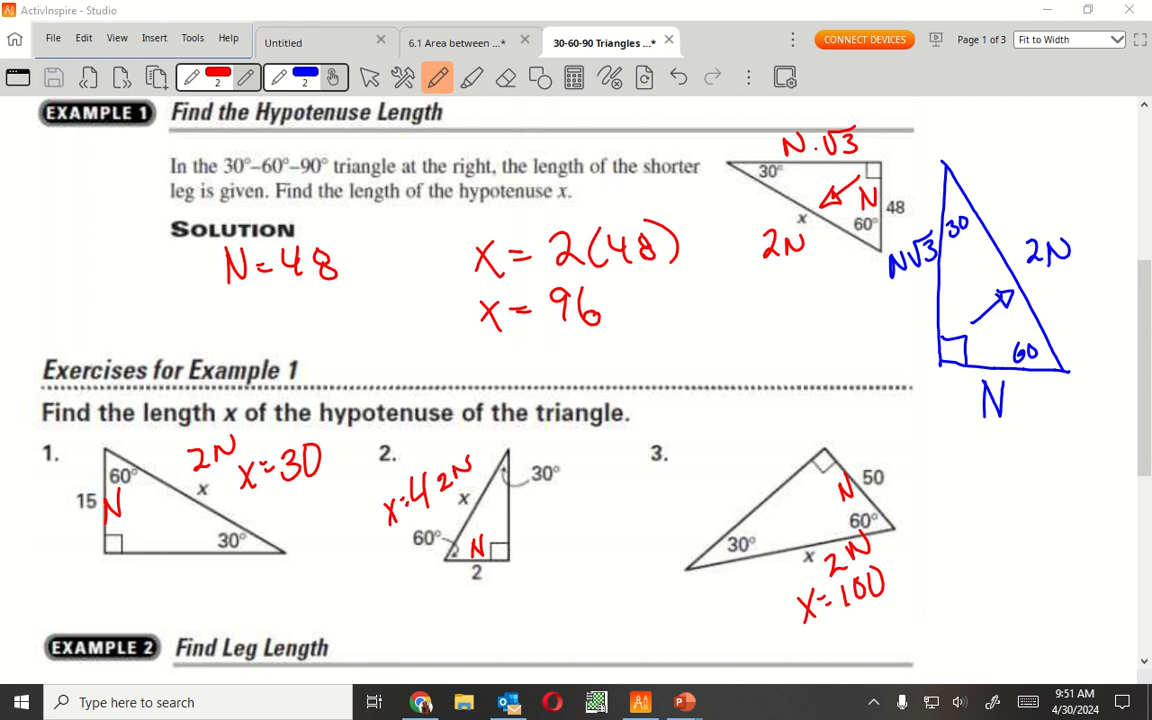 ActivInspire - Studio
File Edit View Insert Tools Help
Untitled
6.1 Area between ...*
30-60-90 Triangles ...*
CONNECT DEVICES
Page 1 of 3
Fit to Width
2
2
EXAMPLE 1 Find the Hypotenuse Length
In the 30°–60°–90° triangle at the right, the length of the shorter
leg is given. Find the length of the hypotenuse x.
SOLUTION
N = 48
x = 2(48)
x = 96
N · √3
30°
N
48
x
60°
2N
30
N√3
2N
60
N
Exercises for Example 1
Find the length x of the hypotenuse of the triangle.
1.
60°
2N
x = 30
15
N
x
30°
2.
x = 4
2N
30°
x
60°
N
2
3.
N
50
60°
30°
x
2N
x = 100
EXAMPLE 2 Find Leg Length
Type here to search
9:51 AM
4/30/2024